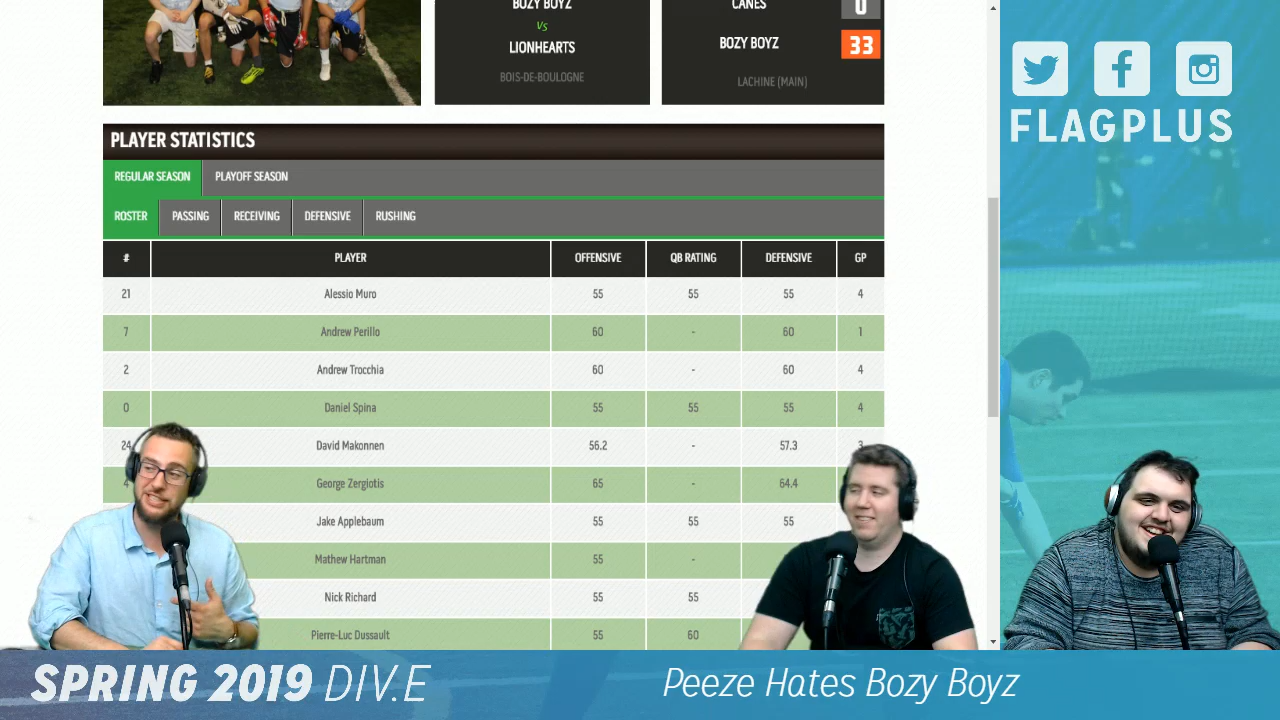 BOZY BOYZ
VS
LIONHEARTS
BOIS-DE-BOULOGNE
CANES 0
BOZY BOYZ 33
LACHINE (MAIN)
FLAGPLUS
PLAYER STATISTICS
REGULAR SEASON PLAYOFF SEASON
ROSTER PASSING RECEIVING DEFENSIVE RUSHING
# PLAYER OFFENSIVE QB RATING DEFENSIVE GP
21 Alessio Muro 55 55 55 4
7 Andrew Perillo 60 - 60 1
2 Andrew Trocchia 60 - 60 4
0 Daniel Spina 55 55 55 4
24 David Makonnen 56.2 - 57.3 3
4 George Zergiotis 65 - 64.4
Jake Applebaum 55 55 55
Mathew Hartman 55 -
Nick Richard 55 55
Pierre-Luc Dussault 55 60
SPRING 2019 DIV.E
Peeze Hates Bozy Boyz